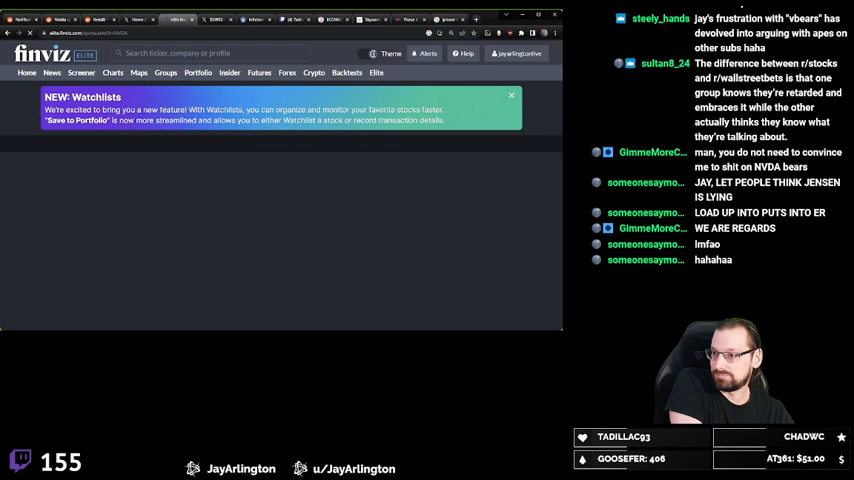 Home /
Inflation
elite.finviz.com/quote.ashx?t=NVDA
finviz ELITE
Search ticker, company or profile
Theme
Alerts
Help
jayarlingtonlive
Home News Screener Charts Maps Groups Portfolio Insider Futures Forex Crypto Backtests Elite
NEW: Watchlists
We're excited to bring you a new feature! With Watchlists, you can organize and monitor your favorite stocks faster.
"Save to Portfolio" is now more streamlined and allows you to either Watchlist a stock or record transaction details.
steely_hands jay's frustration with "vbears" has
devolved into arguing with apes on
other subs haha
sultan8_24 The difference between r/stocks
and r/wallstreetbets is that one
group knows they're retarded and
embraces it while the other
actually thinks they know what
they're talking about.
GimmeMoreC... man, you do not need to convince
me to shit on NVDA bears
someonesaymo... JAY, LET PEOPLE THINK JENSEN
IS LYING
someonesaymo... LOAD UP INTO PUTS INTO ER
GimmeMoreC... WE ARE REGARDS
someonesaymo... lmfao
someonesaymo... hahahaa
TADILLAC93
CHADWC
GOOSEFER: 406
AT361: $51.00
$
155
JayArlington
u/JayArlington